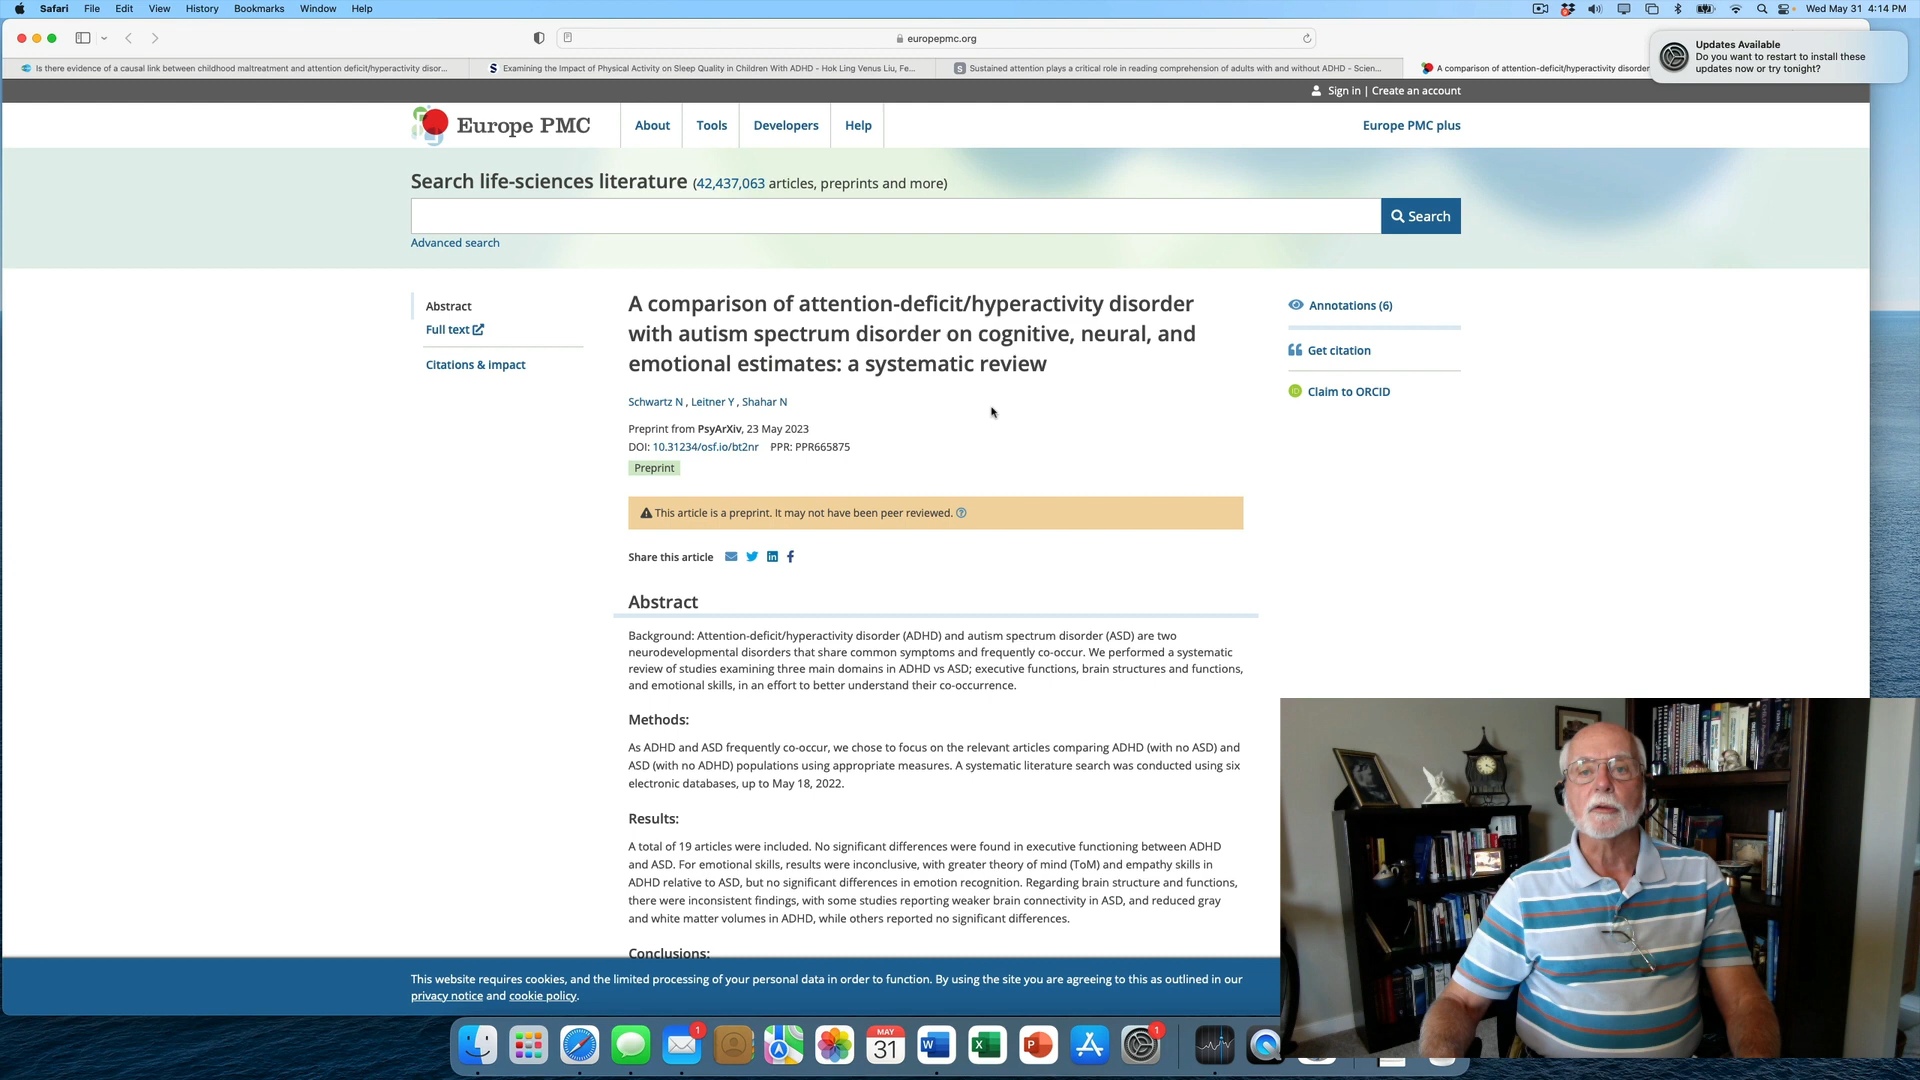 Safari File Edit View History Bookmarks Window Help Wed May 31 4:14 PM
europepmc.org
Is there evidence of a causal link between childhood maltreatment and attention deficit/hyperactivity disor...
Examining the Impact of Physical Activity on Sleep Quality in Children With ADHD - Hok Ling Venus Liu, Fe...
Sustained attention plays a critical role in reading comprehension of adults with and without ADHD - Scien...
A comparison of attention-deficit/hyperactivity disorder
Updates Available
Do you want to restart to install these
updates now or try tonight?
Sign in | Create an account
Europe PMC
About Tools Developers Help
Europe PMC plus
Search life-sciences literature (42,437,063 articles, preprints and more)
Search
Advanced search
Abstract
Full text
Citations & impact
A comparison of attention-deficit/hyperactivity disorder
with autism spectrum disorder on cognitive, neural, and
emotional estimates: a systematic review
Schwartz N , Leitner Y , Shahar N
Preprint from PsyArXiv, 23 May 2023
DOI: 10.31234/osf.io/bt2nr PPR: PPR665875
Preprint
This article is a preprint. It may not have been peer reviewed.
Share this article
Annotations (6)
Get citation
Claim to ORCID
Abstract
Background: Attention-deficit/hyperactivity disorder (ADHD) and autism spectrum disorder (ASD) are two
neurodevelopmental disorders that share common symptoms and frequently co-occur. We performed a systematic
review of studies examining three main domains in ADHD vs ASD; executive functions, brain structures and functions,
and emotional skills, in an effort to better understand their co-occurrence.
Methods:
As ADHD and ASD frequently co-occur, we chose to focus on the relevant articles comparing ADHD (with no ASD) and
ASD (with no ADHD) populations using appropriate measures. A systematic literature search was conducted using six
electronic databases, up to May 18, 2022.
Results:
A total of 19 articles were included. No significant differences were found in executive functioning between ADHD
and ASD. For emotional skills, results were inconclusive, with greater theory of mind (ToM) and empathy skills in
ADHD relative to ASD, but no significant differences in emotion recognition. Regarding brain structure and functions,
there were inconsistent findings, with some studies reporting weaker brain connectivity in ASD, and reduced gray
and white matter volumes in ADHD, while others reported no significant differences.
Conclusions:
This website requires cookies, and the limited processing of your personal data in order to function. By using the site you are agreeing to this as outlined in our
privacy notice and cookie policy.
1
MAY
31
W
X
P
1